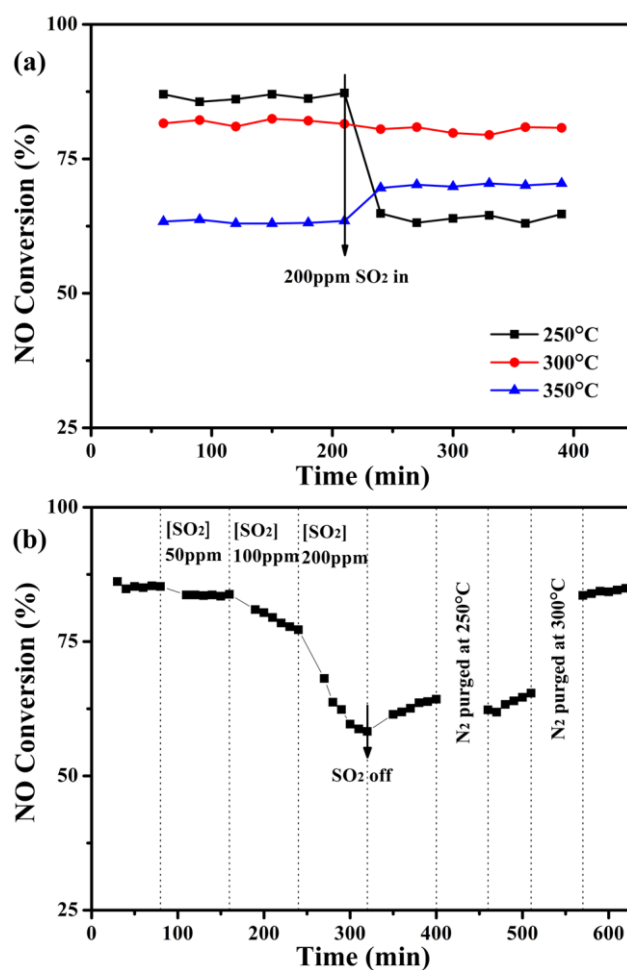 (a)
NO Conversion (%)
100
75
50
25
200ppm SO₂ in
250°C
300°C
350°C
0
100
200
300
400
Time (min)
(b)
NO Conversion (%)
100
75
50
25
[SO₂]
50ppm
[SO₂]
100ppm
[SO₂]
200ppm
SO₂ off
N₂ purged at 250°C
N₂ purged at 300°C
0
100
200
300
400
500
600
Time (min)